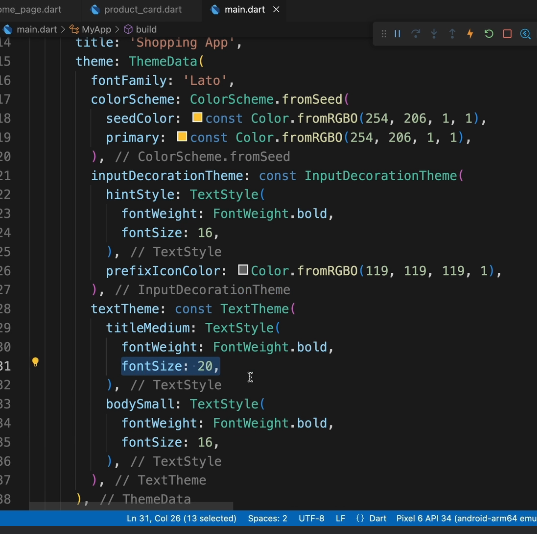 ome_page.dart product_card.dart main.dart
main.dart > MyApp > build
14 title: 'Shopping App',
15 theme: ThemeData(
16 fontFamily: 'Lato',
17 colorScheme: ColorScheme.fromSeed(
18 seedColor: const Color.fromRGBO(254, 206, 1, 1),
19 primary: const Color.fromRGBO(254, 206, 1, 1),
20 ), // ColorScheme.fromSeed
21 inputDecorationTheme: const InputDecorationTheme(
22 hintStyle: TextStyle(
23 fontWeight: FontWeight.bold,
24 fontSize: 16,
25 ), // TextStyle
26 prefixIconColor: Color.fromRGBO(119, 119, 119, 1),
27 ), // InputDecorationTheme
28 textTheme: const TextTheme(
29 titleMedium: TextStyle(
30 fontWeight: FontWeight.bold,
31 fontSize: 20,
32 ), // TextStyle
33 bodySmall: TextStyle(
34 fontWeight: FontWeight.bold,
35 fontSize: 16,
36 ), // TextStyle
37 ), // TextTheme
38 ), // ThemeData
Ln 31, Col 26 (13 selected) Spaces: 2 UTF-8 LF {} Dart Pixel 6 API 34 (android-arm64 emu